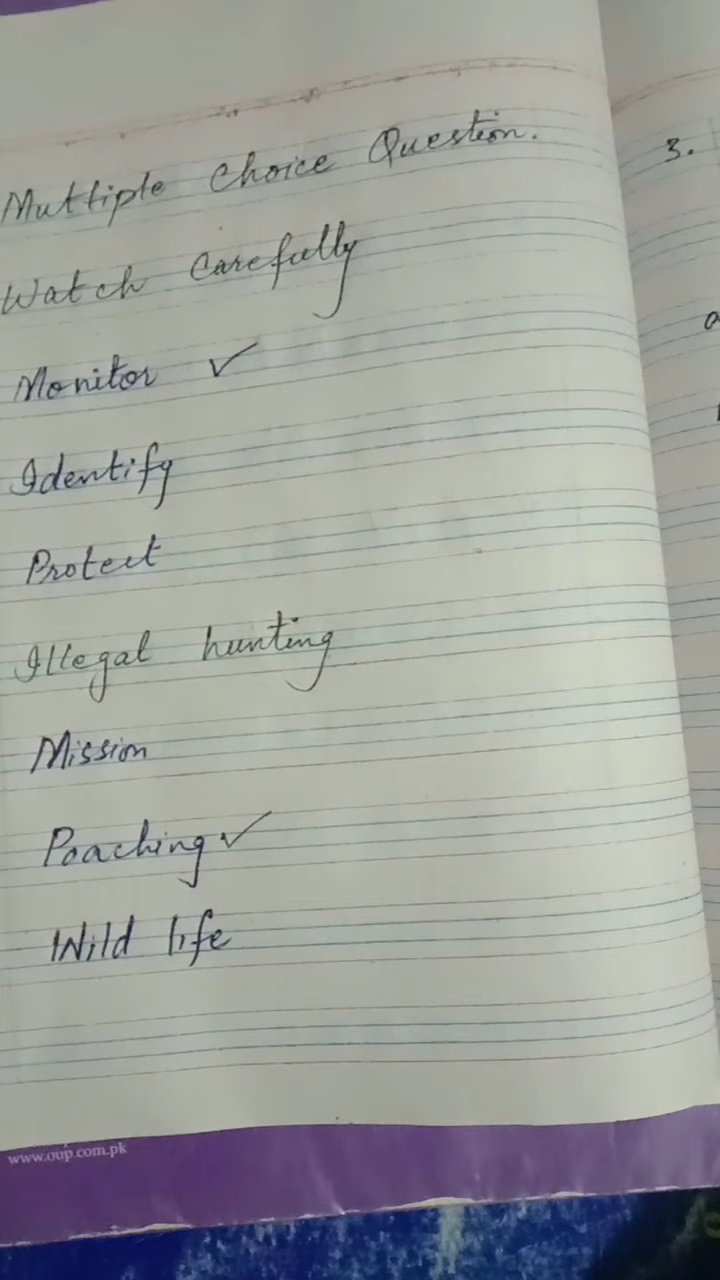 Multiple Choice Question.
Watch Carefully
Monitor ✓
Identify
Protect
Illegal hunting
Mission
Poaching ✓
Wild life
www.oup.com.pk
3.